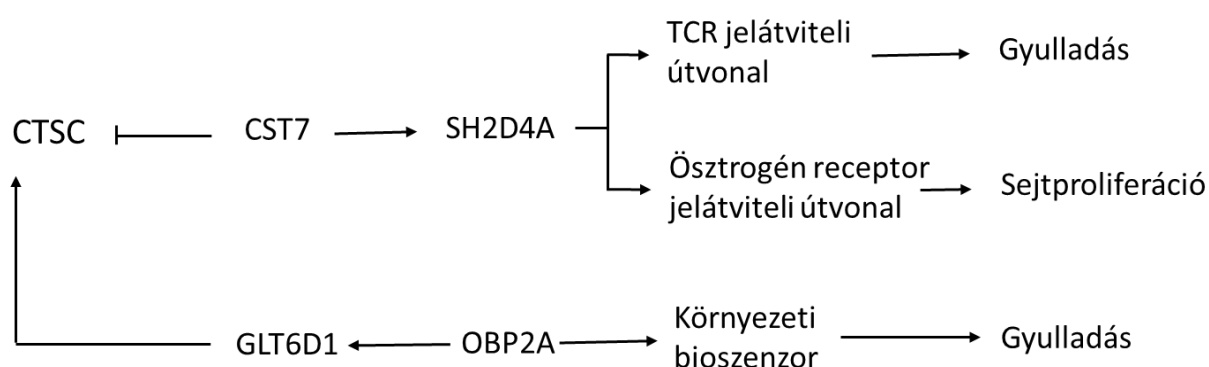 TCR jelátviteli
útvonal
Gyulladás
CTSC
CST7
SH2D4A
Ösztrogén receptor
jelátviteli útvonal
Sejtproliferáció
GLT6D1
OBP2A
Környezeti
bioszenzor
Gyulladás